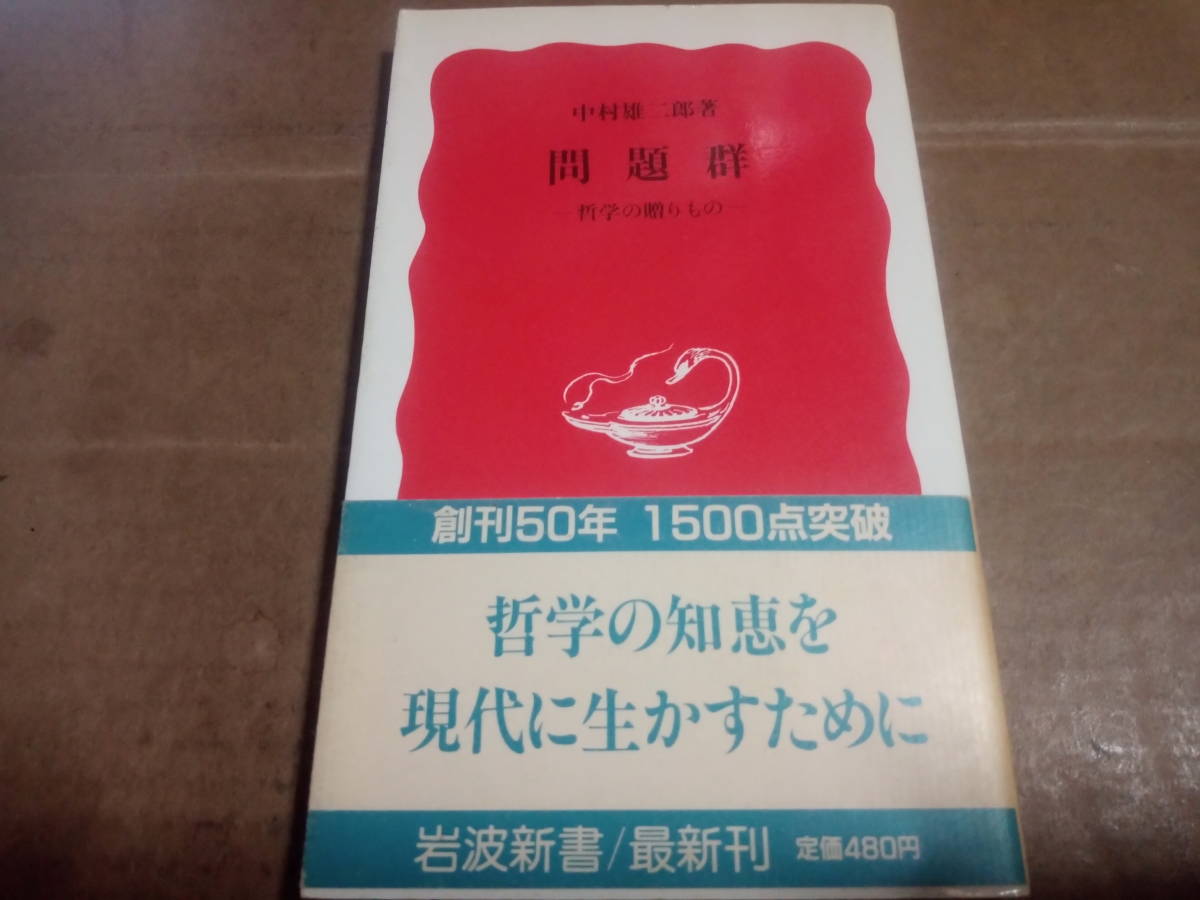 中村雄二郎著
問題群
―哲学の贈りもの―
創刊50年 1500点突破
哲学の知恵を
現代に生かすために
岩波新書/最新刊 定価480円